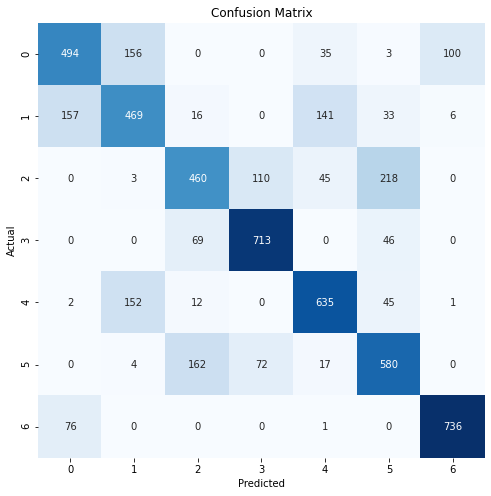 Confusion Matrix
0 494 156 0 0 35 3 100
1 157 469 16 0 141 33 6
2 0 3 460 110 45 218 0
3 0 0 69 713 0 46 0
4 2 152 12 0 635 45 1
5 0 4 162 72 17 580 0
6 76 0 0 0 1 0 736
0 1 2 3 4 5 6
Actual
Predicted